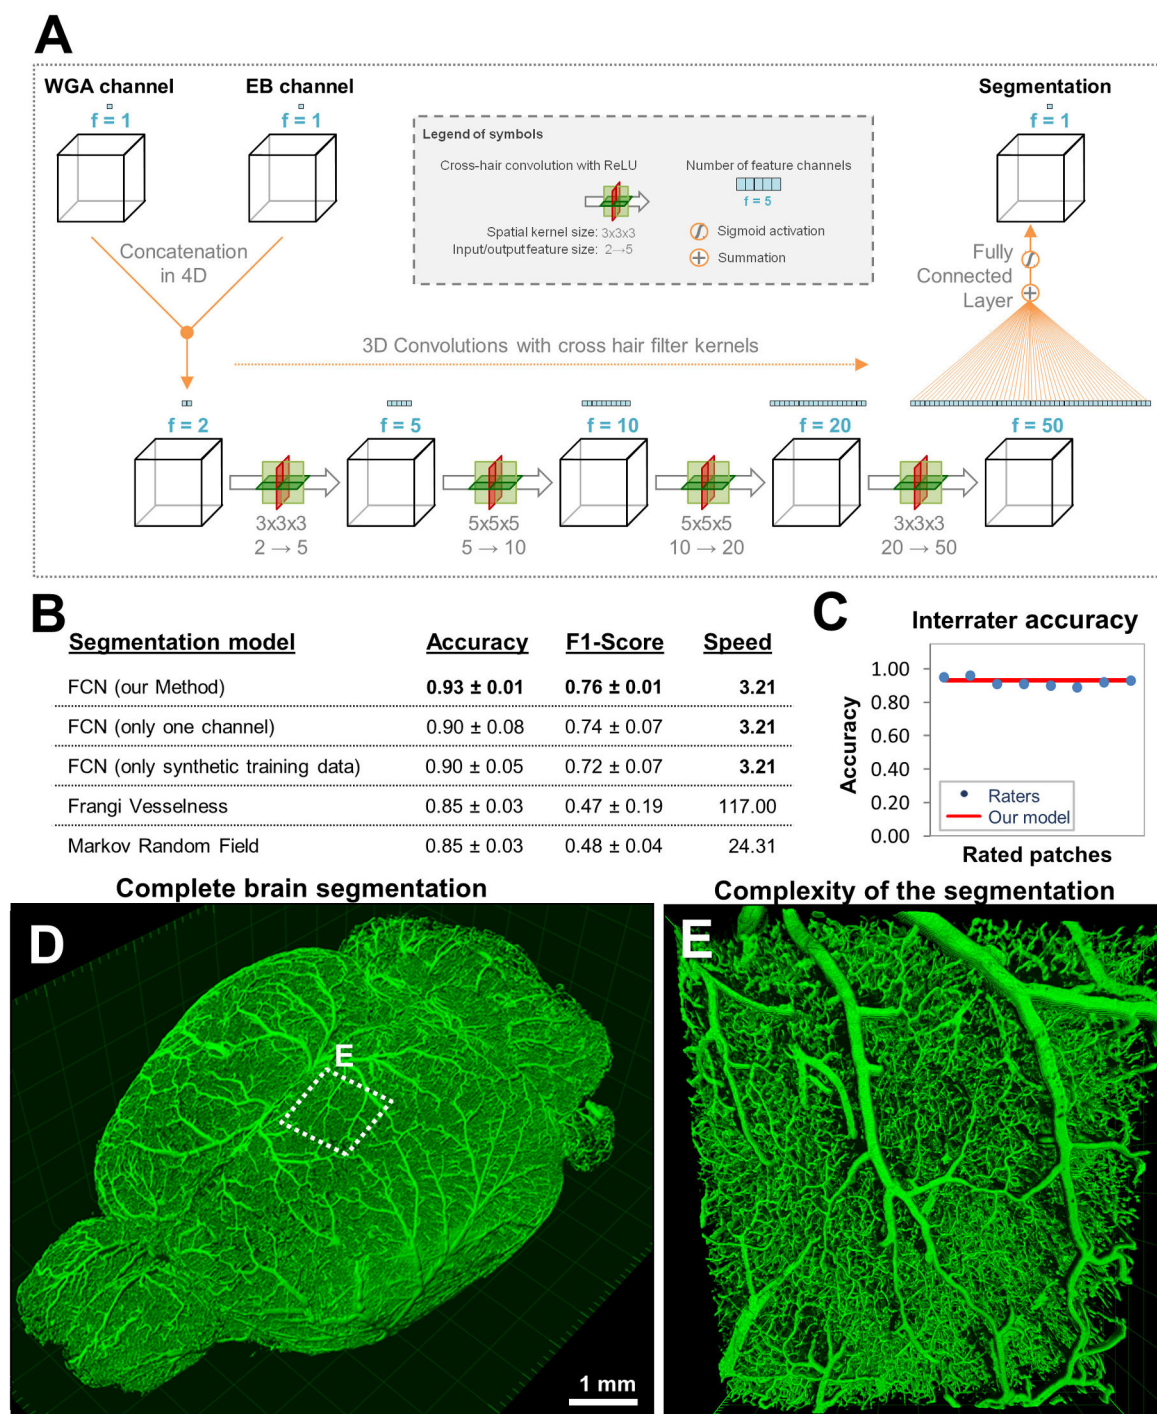 A
WGA channel
EB channel
Segmentation
f = 1
f = 1
f = 1
Legend of symbols
Cross-hair convolution with ReLU
Number of feature channels
f = 5
Spatial kernel size: 3x3x3
Input/output feature size: 2→5
Sigmoid activation
Summation
Concatenation
in 4D
Fully
Connected
Layer
3D Convolutions with cross hair filter kernels
f = 2
f = 5
f = 10
f = 20
f = 50
3x3x3
2 → 5
5x5x5
5 → 10
5x5x5
10 → 20
3x3x3
20 → 50
B
Segmentation model Accuracy F1-Score Speed
FCN (our Method) 0.93 ± 0.01 0.76 ± 0.01 3.21
FCN (only one channel) 0.90 ± 0.08 0.74 ± 0.07 3.21
FCN (only synthetic training data) 0.90 ± 0.05 0.72 ± 0.07 3.21
Frangi Vesselness 0.85 ± 0.03 0.47 ± 0.19 117.00
Markov Random Field 0.85 ± 0.03 0.48 ± 0.04 24.31
C
Interrater accuracy
Accuracy
1.00
0.80
0.60
0.40
0.20
0.00
Raters
Our model
Rated patches
Complete brain segmentation
D
E
1 mm
Complexity of the segmentation
E